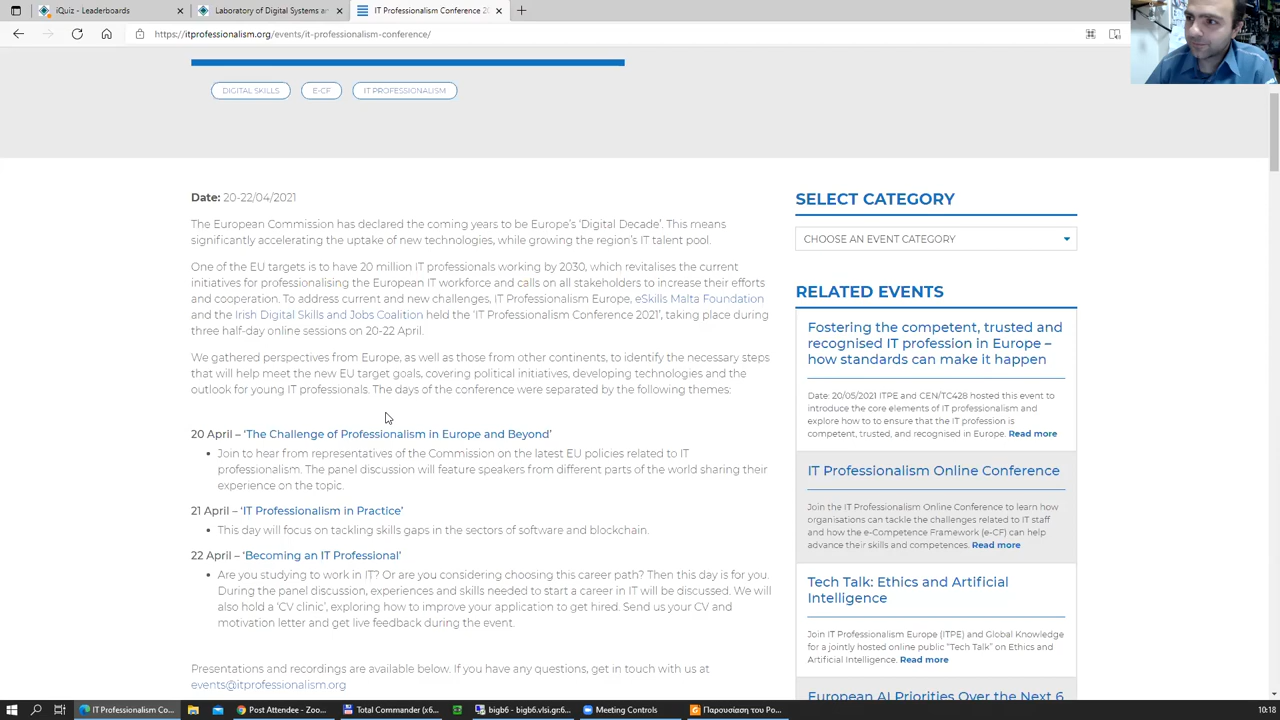 iQuiz - Leaderboards
Laboratory of Digital Systems an
IT Professionalism Conference 20
https://itprofessionalism.org/events/it-professionalism-conference/
DIGITAL SKILLS
E-CF
IT PROFESSIONALISM
Date: 20-22/04/2021
The European Commission has declared the coming years to be Europe's 'Digital Decade'. This means
significantly accelerating the uptake of new technologies, while growing the region's IT talent pool.
One of the EU targets is to have 20 million IT professionals working by 2030, which revitalises the current
initiatives for professionalising the European IT workforce and calls on all stakeholders to increase their efforts
and cooperation. To address current and new challenges, IT Professionalism Europe, eSkills Malta Foundation
and the Irish Digital Skills and Jobs Coalition held the 'IT Professionalism Conference 2021', taking place during
three half-day online sessions on 20-22 April.
We gathered perspectives from Europe, as well as those from other continents, to identify the necessary steps
that will help meet the new EU target goals, covering political initiatives, developing technologies and the
outlook for young IT professionals. The days of the conference were separated by the following themes:
20 April – 'The Challenge of Professionalism in Europe and Beyond'
• Join to hear from representatives of the Commission on the latest EU policies related to IT
professionalism. The panel discussion will feature speakers from different parts of the world sharing their
experience on the topic.
21 April – 'IT Professionalism in Practice'
• This day will focus on tackling skills gaps in the sectors of software and blockchain.
22 April – 'Becoming an IT Professional'
• Are you studying to work in IT? Or are you considering choosing this career path? Then this day is for you.
During the panel discussion, experiences and skills needed to start a career in IT will be discussed. We will
also hold a 'CV clinic', exploring how to improve your application to get hired. Send us your CV and
motivation letter and get live feedback during the event.
Presentations and recordings are available below. If you have any questions, get in touch with us at
events@itprofessionalism.org
SELECT CATEGORY
CHOOSE AN EVENT CATEGORY
RELATED EVENTS
Fostering the competent, trusted and
recognised IT profession in Europe –
how standards can make it happen
Date: 20/05/2021 ITPE and CEN/TC428 hosted this event to
introduce the core elements of IT professionalism and
explore how to to ensure that the IT profession is
competent, trusted, and recognised in Europe. Read more
IT Professionalism Online Conference
Join the IT Professionalism Online Conference to learn how
organisations can tackle the challenges related to IT staff
and how the e-Competence Framework (e-CF) can help
advance their skills and competences. Read more
Tech Talk: Ethics and Artificial
Intelligence
Join IT Professionalism Europe (ITPE) and Global Knowledge
for a jointly hosted online public "Tech Talk" on Ethics and
Artificial Intelligence. Read more
European AI Priorities Over the Next 6
IT Professionalism Co...
Post Attendee - Zoo...
Total Commander (x6...
bigb6 - bigb6.vlsi.gr:6...
Meeting Controls
Παρουσίαση του Po...
10:18